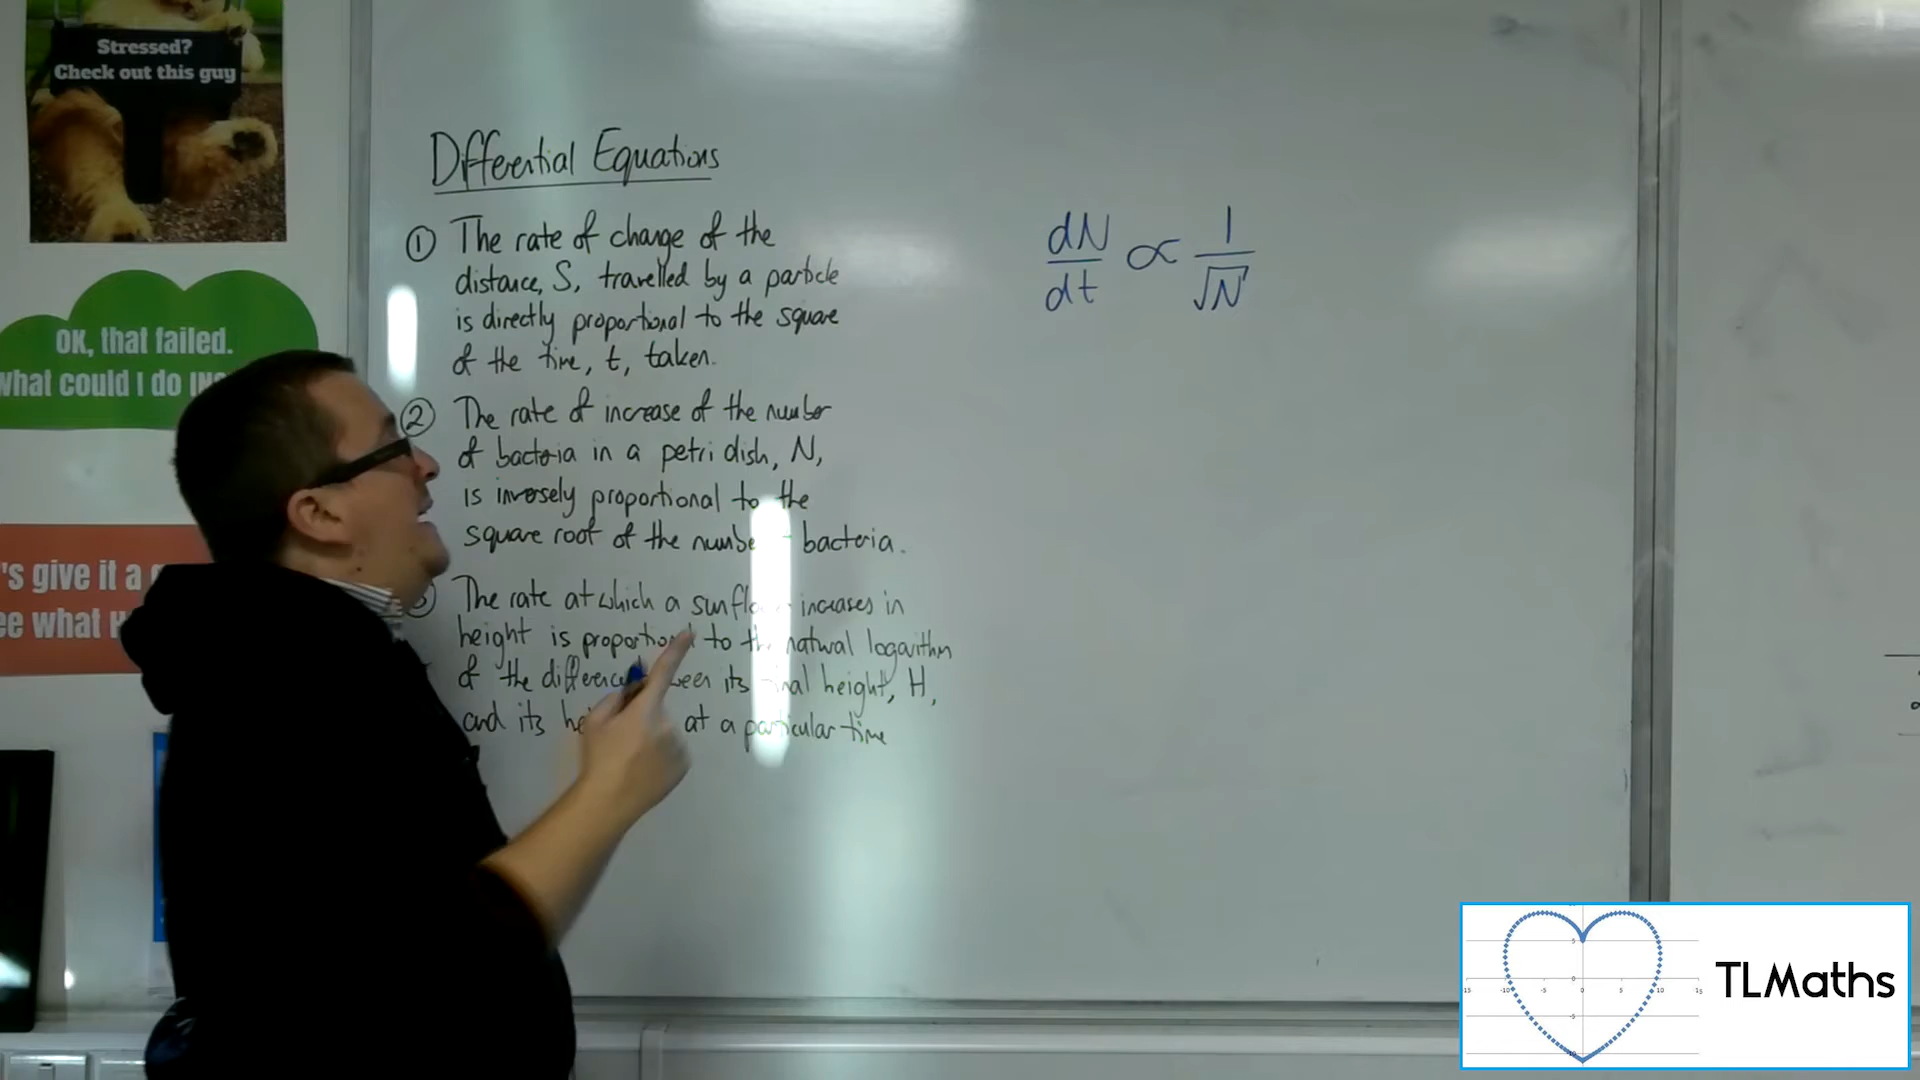 Stressed?
Check out this guy
OK, that failed.
What could I do
's give it a
ee what
Differential Equations
① The rate of change of the
distance, S, travelled by a particle
is directly proportional to the square
of the time, t, taken.
② The rate of increase of the number
of bacteria in a petri dish, N,
is inversely proportional to the
square root of the number bacteria.
The rate at which a sunflower increases in
height is proportional to the natural logarithm
of the difference its final height, H,
and its at a particular time
dN/dt ∝ 1/√N
TLMaths